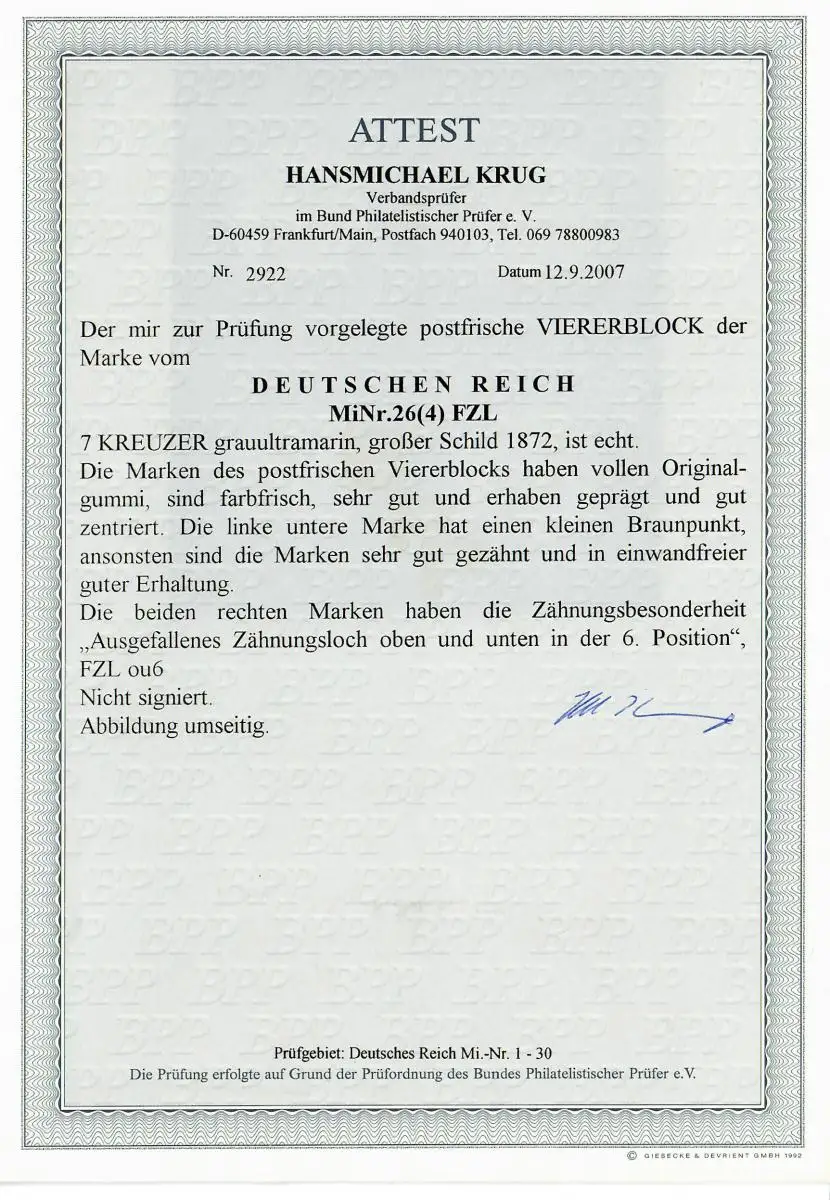 ATTEST
HANSMICHAEL KRUG
Verbandsprüfer
im Bund Philatelistischer Prüfer e. V.
D-60459 Frankfurt/Main, Postfach 940103, Tel. 069 78800983
Nr. 2922 Datum 12.9.2007
Der mir zur Prüfung vorgelegte postfrische VIERERBLOCK der
Marke vom
DEUTSCHEN REICH
MiNr.26(4) FZL
7 KREUZER grauultramarin, großer Schild 1872, ist echt.
Die Marken des postfrischen Viererblocks haben vollen Original-
gummi, sind farbfrisch, sehr gut und erhaben geprägt und gut
zentriert. Die linke untere Marke hat einen kleinen Braunpunkt,
ansonsten sind die Marken sehr gut gezähnt und in einwandfreier
guter Erhaltung.
Die beiden rechten Marken haben die Zähnungsbesonderheit
„Ausgefallenes Zähnungsloch oben und unten in der 6. Position“,
FZL ou6
Nicht signiert.
Abbildung umseitig.
Prüfgebiet: Deutsches Reich Mi.-Nr. 1 - 30
Die Prüfung erfolgte auf Grund der Prüfordnung des Bundes Philatelistischer Prüfer e.V.
© GIESECKE & DEVRIENT GMBH 1992